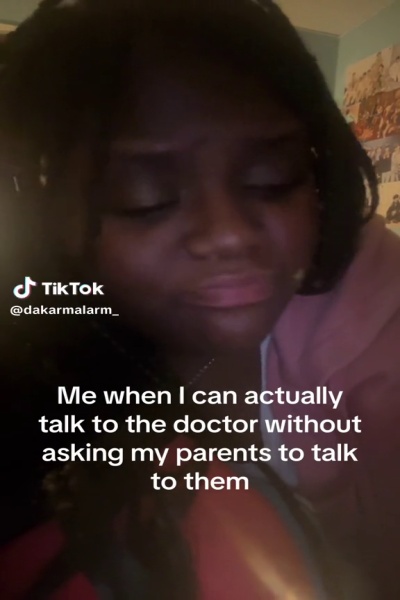 TikTok
@dakarmalarm_
Me when I can actually
talk to the doctor without
asking my parents to talk
to them